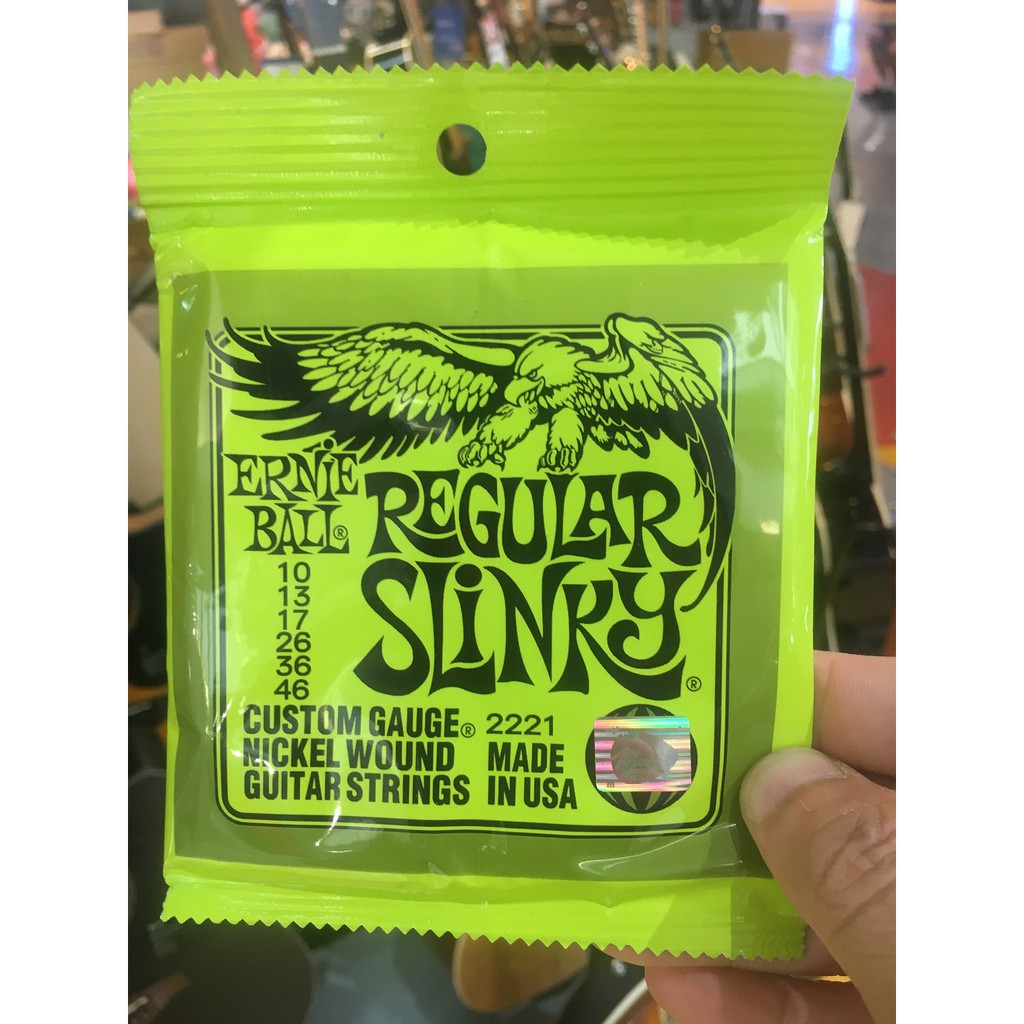 ERNIE
BALL®
REGULAR
SLINKY®
10
13
17
26
36
46
CUSTOM GAUGE® 2221
NICKEL WOUND MADE
GUITAR STRINGS IN USA